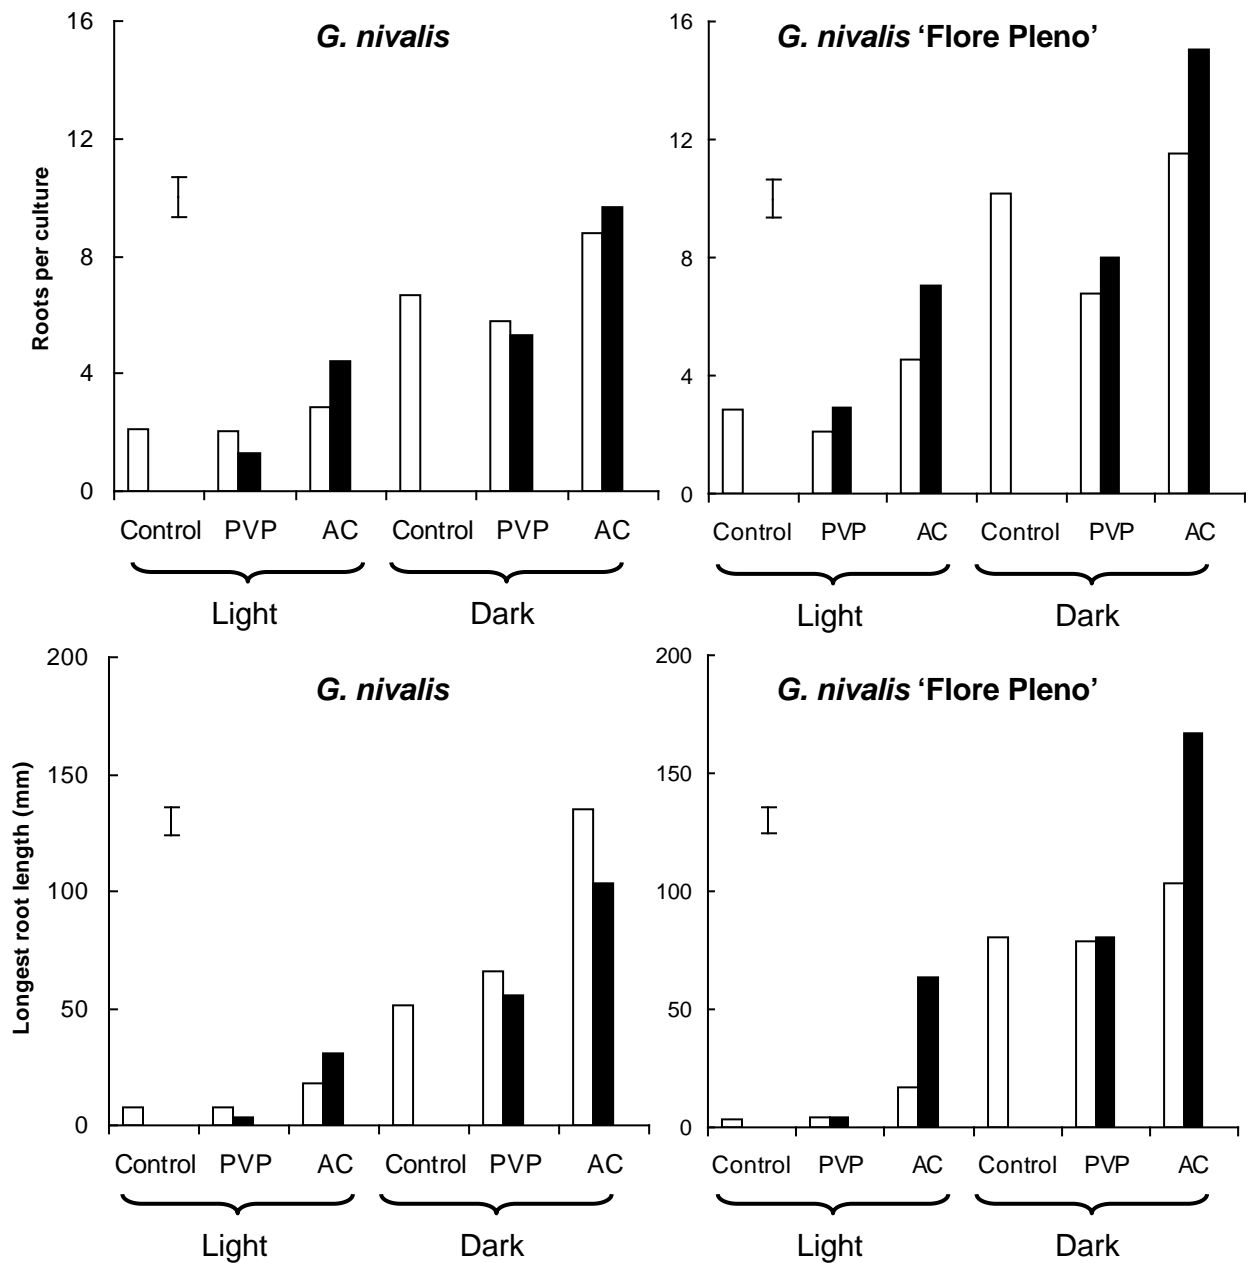 G. nivalis
16
12
8
4
0
Roots per culture
Control PVP AC Control PVP AC
Light Dark
G. nivalis ‘Flore Pleno’
16
12
8
4
0
Control PVP AC Control PVP AC
Light Dark
G. nivalis
200
150
100
50
0
Longest root length (mm)
Control PVP AC Control PVP AC
Light Dark
G. nivalis ‘Flore Pleno’
200
150
100
50
0
Control PVP AC Control PVP AC
Light Dark